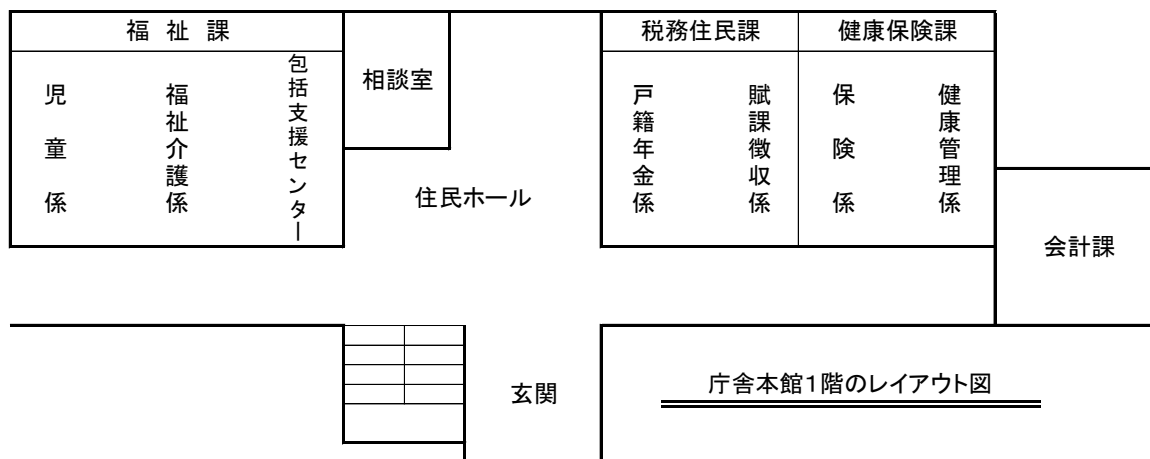 福祉課
児童係
福祉介護係
包括支援センター
相談室
住民ホール
税務住民課
戸籍年金係
賦課徴収係
健康保険課
保険係
健康管理係
会計課
玄関
庁舎本館1階のレイアウト図